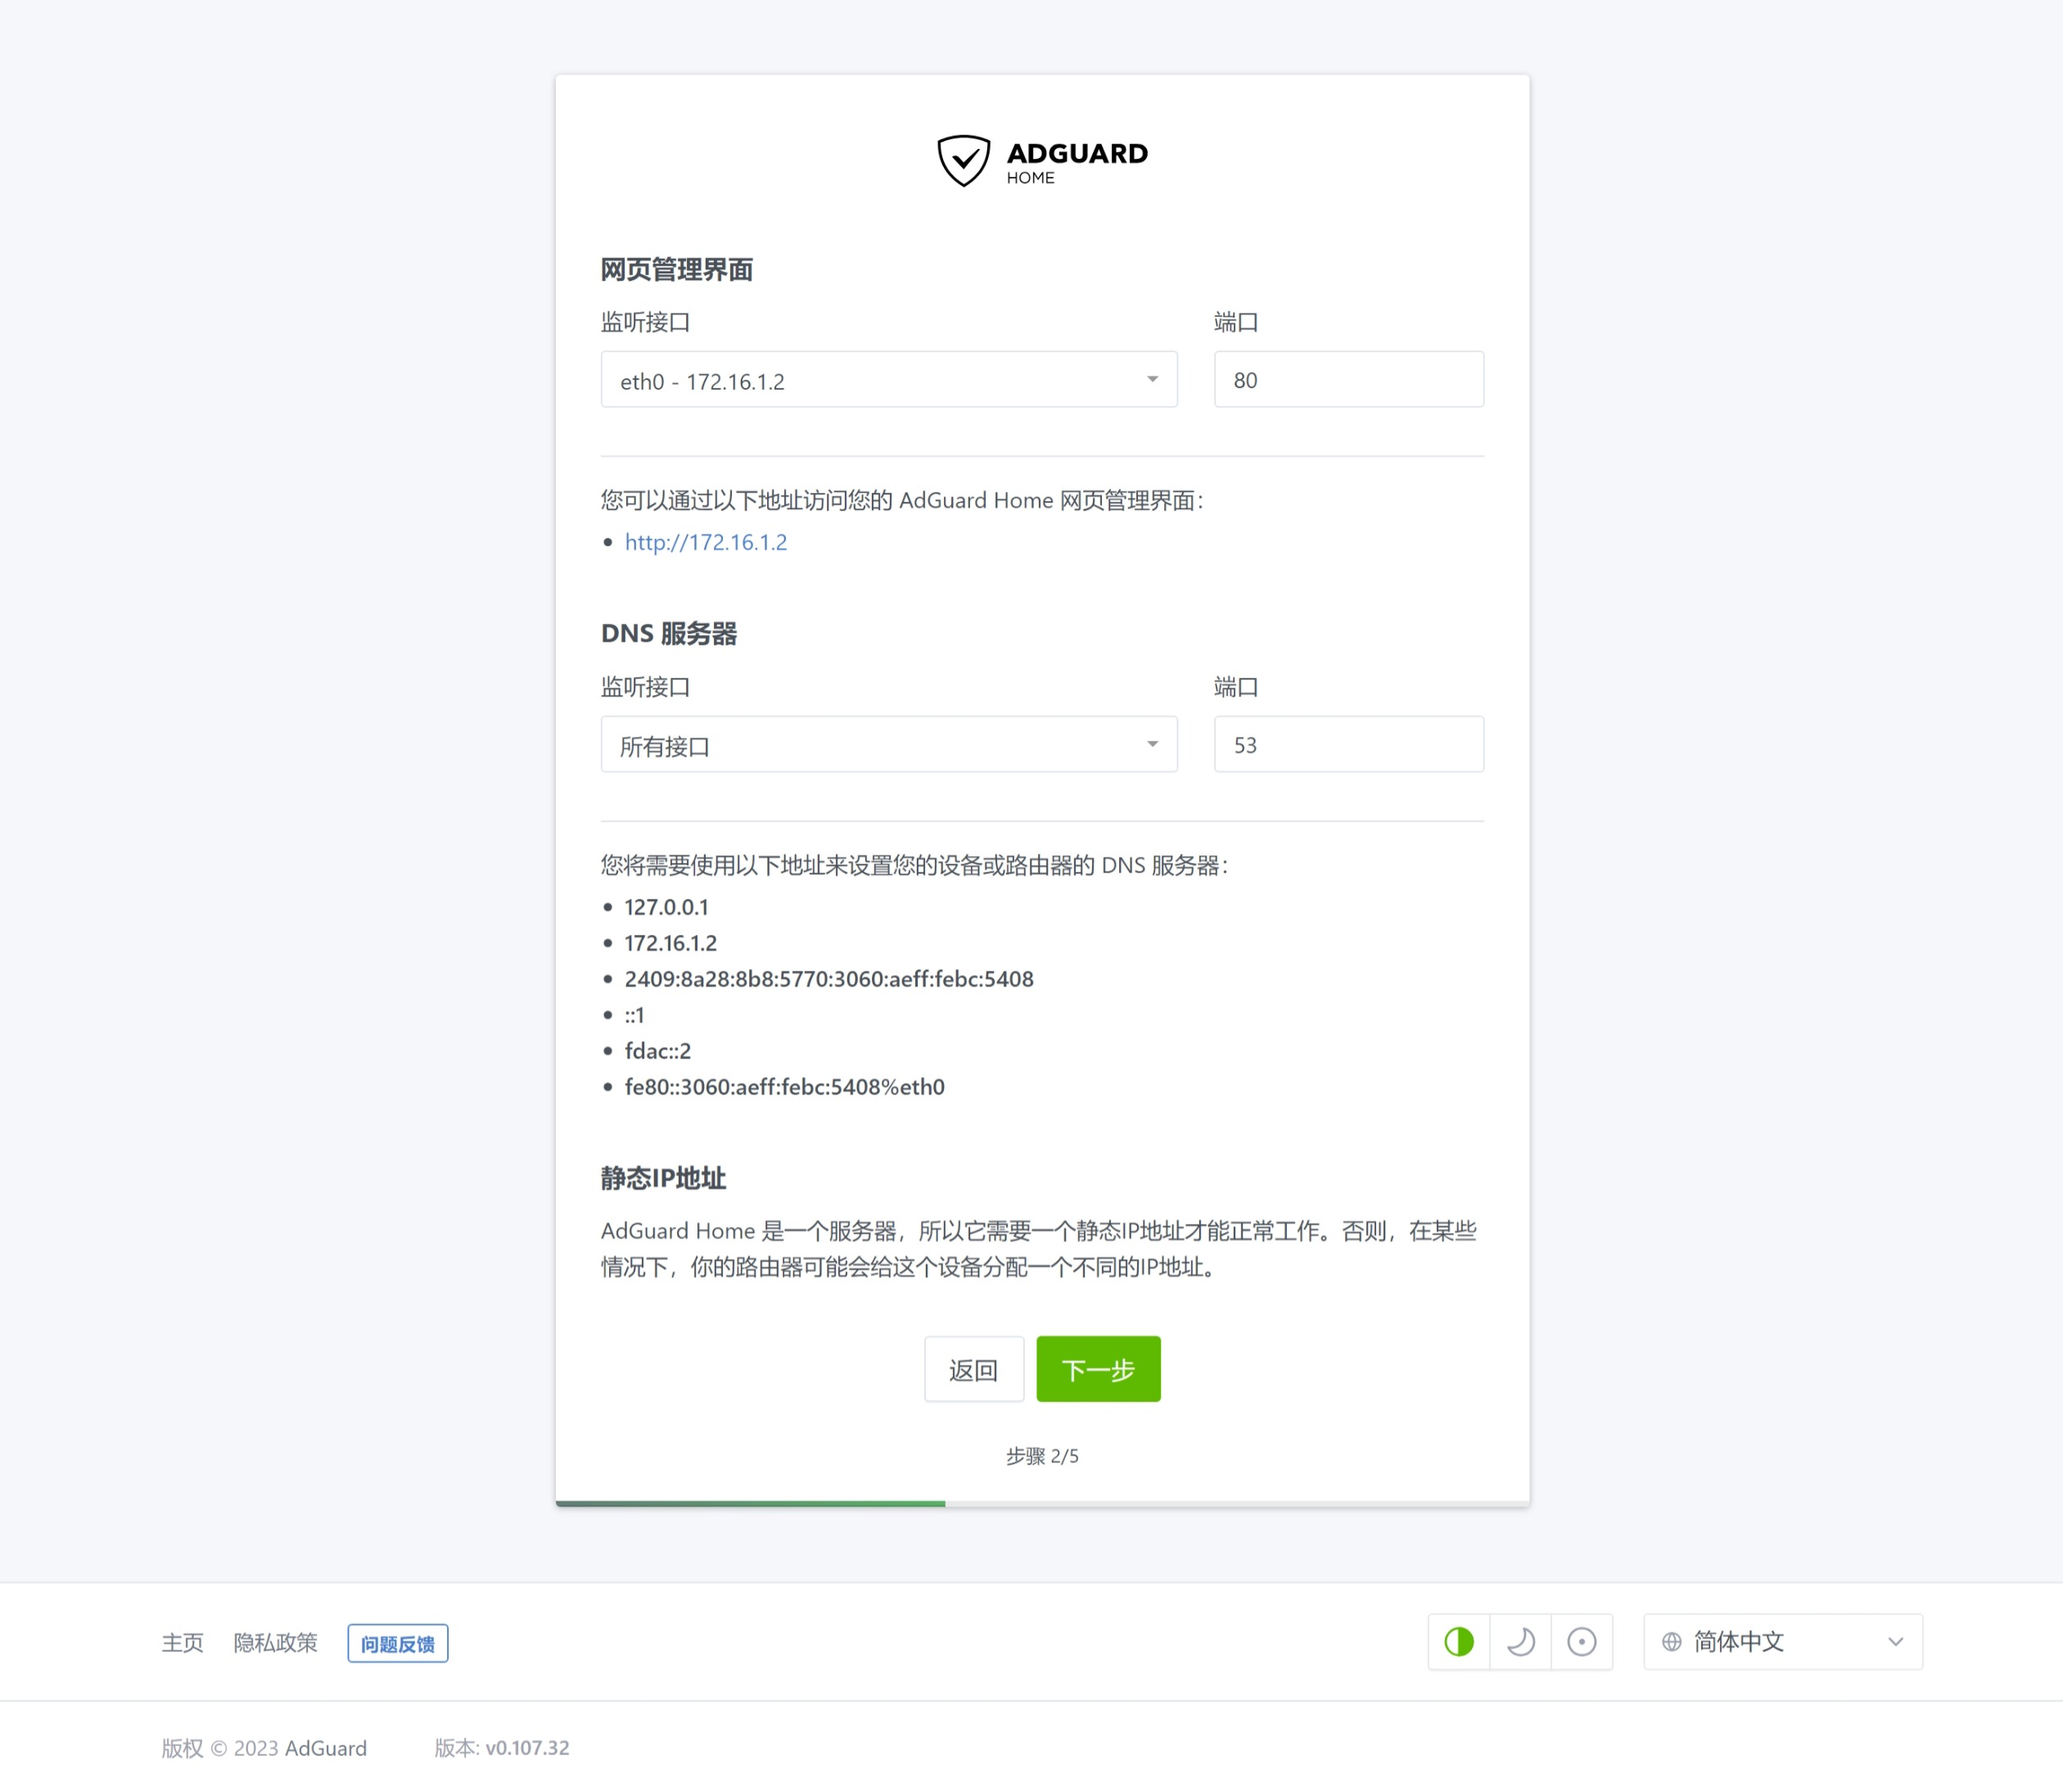 ADGUARD
HOME
网页管理界面
监听接口
端口
eth0 - 172.16.1.2
80
您可以通过以下地址访问您的 AdGuard Home 网页管理界面：
http://172.16.1.2
DNS 服务器
监听接口
端口
所有接口
53
您将需要使用以下地址来设置您的设备或路由器的 DNS 服务器：
127.0.0.1
172.16.1.2
2409:8a28:8b8:5770:3060:aeff:febc:5408
::1
fdac::2
fe80::3060:aeff:febc:5408%eth0
静态IP地址
AdGuard Home 是一个服务器，所以它需要一个静态IP地址才能正常工作。否则，在某些
情况下，你的路由器可能会给这个设备分配一个不同的IP地址。
返回
下一步
步骤 2/5
主页
隐私政策
问题反馈
简体中文
版权 © 2023 AdGuard
版本: v0.107.32